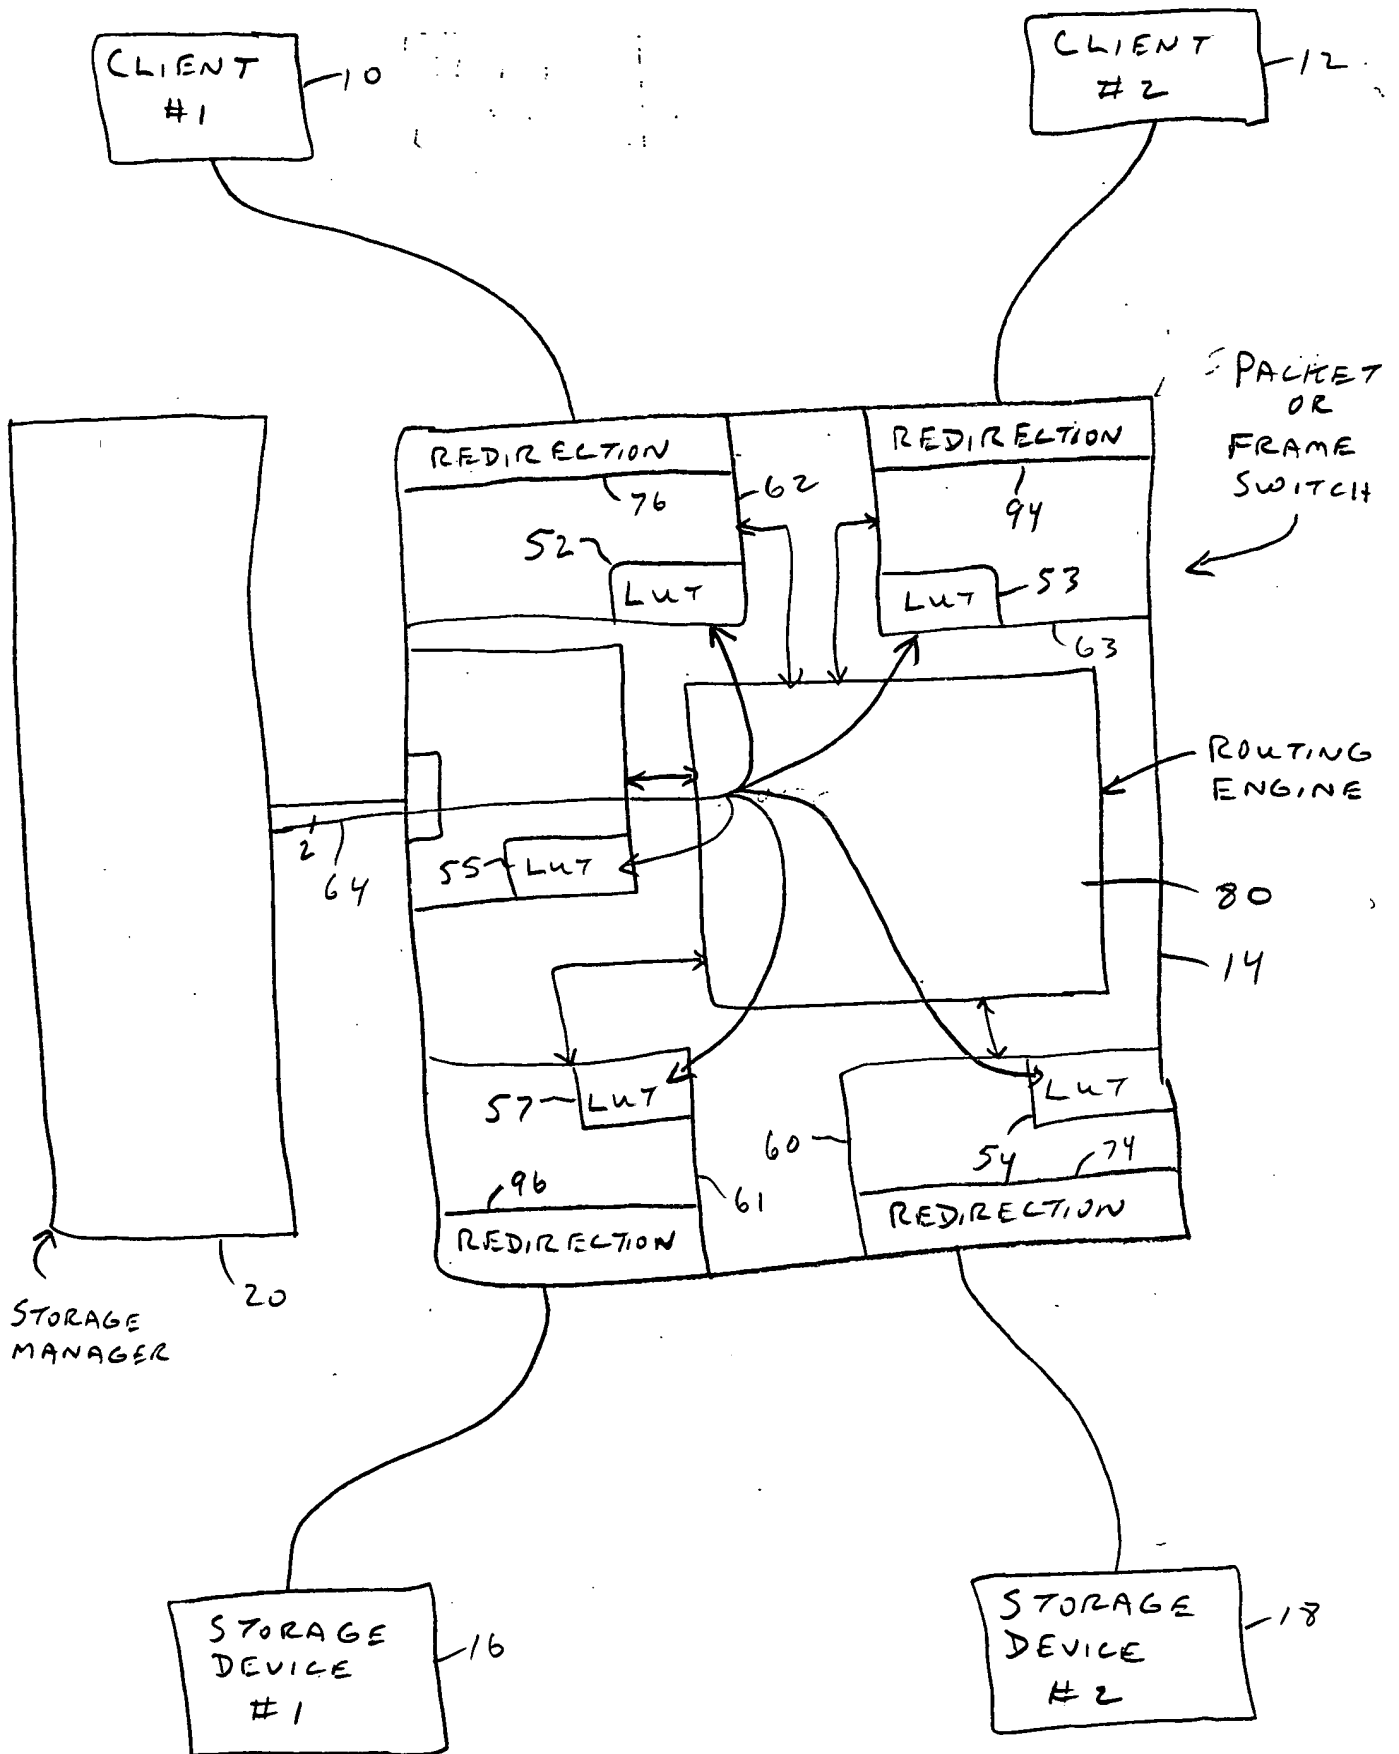 CLIENT
#1
10
CLIENT
#2
12
PACKET
OR
FRAME
SWITCH
REDIRECTION
76
62
REDIRECTION
94
52
LUT
LUT
53
63
ROUTING
ENGINE
2
64
55
LUT
80
14
57
LUT
LUT
60
54
74
96
61
REDIRECTION
REDIRECTION
20
STORAGE
MANAGER
STORAGE
DEVICE
#1
16
STORAGE
DEVICE
#2
18